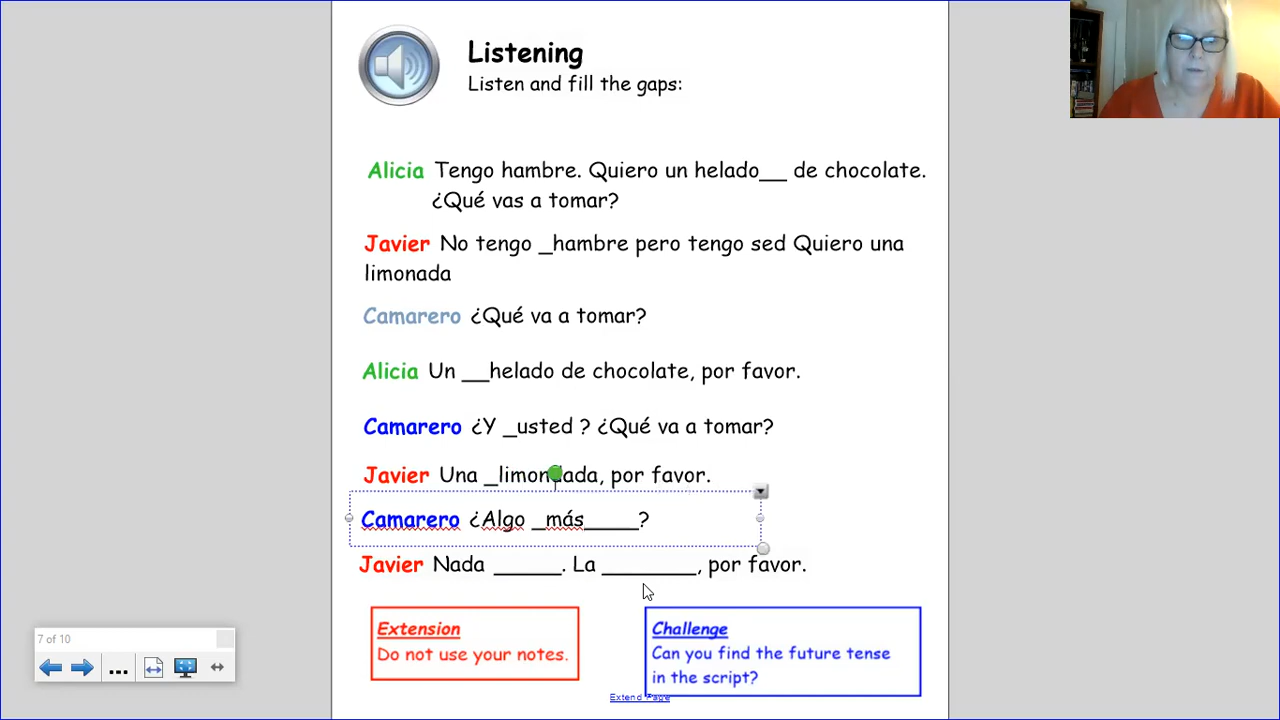 Listening
Listen and fill the gaps:
Alicia Tengo hambre. Quiero un helado__ de chocolate.
¿Qué vas a tomar?
Javier No tengo _hambre pero tengo sed Quiero una
limonada
Camarero ¿Qué va a tomar?
Alicia Un __helado de chocolate, por favor.
Camarero ¿Y _usted ? ¿Qué va a tomar?
Javier Una _limonada, por favor.
Camarero ¿Algo _más____?
Javier Nada _____. La _______, por favor.
Extension
Do not use your notes.
Challenge
Can you find the future tense
in the script?
Extend Page
7 of 10